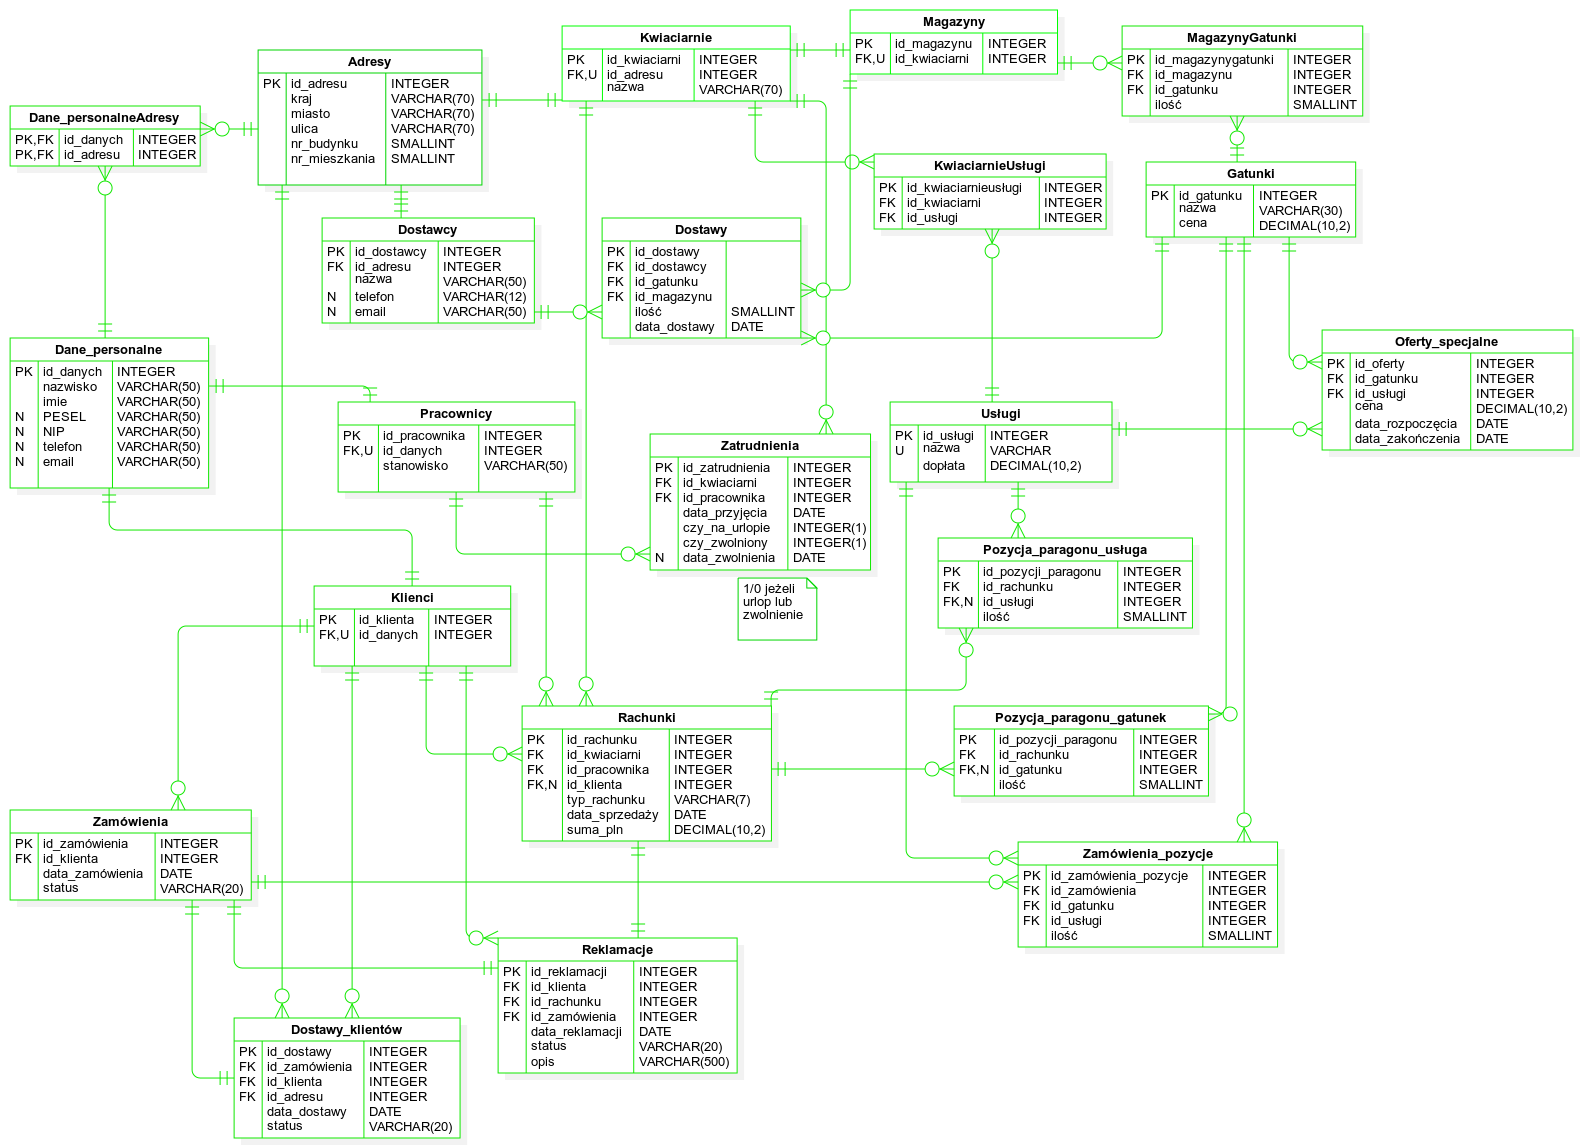 Kwiaciarnie
PK id_kwiaciarni INTEGER
FK,U id_adresu INTEGER
nazwa VARCHAR(70)
Magazyny
PK id_magazynu INTEGER
FK,U id_kwiaciarni INTEGER
MagazynyGatunki
PK id_magazynygatunki INTEGER
FK id_magazynu INTEGER
FK id_gatunku INTEGER
ilość SMALLINT
Adresy
PK id_adresu INTEGER
kraj VARCHAR(70)
miasto VARCHAR(70)
ulica VARCHAR(70)
nr_budynku SMALLINT
nr_mieszkania SMALLINT
Dane_personalneAdresy
PK,FK id_danych INTEGER
PK,FK id_adresu INTEGER
KwiaciarnieUsługi
PK id_kwiaciarnieusługi INTEGER
FK id_kwiaciarni INTEGER
FK id_usługi INTEGER
Gatunki
PK id_gatunku INTEGER
nazwa VARCHAR(30)
cena DECIMAL(10,2)
Dostawcy
PK id_dostawcy INTEGER
FK id_adresu INTEGER
nazwa VARCHAR(50)
N telefon VARCHAR(12)
N email VARCHAR(50)
Dostawy
PK id_dostawy
FK id_dostawcy
FK id_gatunku
FK id_magazynu
ilość SMALLINT
data_dostawy DATE
Dane_personalne
PK id_danych INTEGER
nazwisko VARCHAR(50)
imie VARCHAR(50)
N PESEL VARCHAR(50)
N NIP VARCHAR(50)
N telefon VARCHAR(50)
N email VARCHAR(50)
Oferty_specjalne
PK id_oferty INTEGER
FK id_gatunku INTEGER
FK id_usługi INTEGER
cena DECIMAL(10,2)
data_rozpoczęcia DATE
data_zakończenia DATE
Pracownicy
PK id_pracownika INTEGER
FK,U id_danych INTEGER
stanowisko VARCHAR(50)
Zatrudnienia
PK id_zatrudnienia INTEGER
FK id_kwiaciarni INTEGER
FK id_pracownika INTEGER
data_przyjęcia DATE
czy_na_urlopie INTEGER(1)
czy_zwolniony INTEGER(1)
N data_zwolnienia DATE
1/0 jeżeli
urlop lub
zwolnienie
Usługi
PK id_usługi INTEGER
U nazwa VARCHAR
dopłata DECIMAL(10,2)
Pozycja_paragonu_usługa
PK id_pozycji_paragonu INTEGER
FK id_rachunku INTEGER
FK,N id_usługi INTEGER
ilość SMALLINT
Klienci
PK id_klienta INTEGER
FK,U id_danych INTEGER
Rachunki
PK id_rachunku INTEGER
FK id_kwiaciarni INTEGER
FK id_pracownika INTEGER
FK,N id_klienta INTEGER
typ_rachunku VARCHAR(7)
data_sprzedaży DATE
suma_pln DECIMAL(10,2)
Pozycja_paragonu_gatunek
PK id_pozycji_paragonu INTEGER
FK id_rachunku INTEGER
FK,N id_gatunku INTEGER
ilość SMALLINT
Zamówienia
PK id_zamówienia INTEGER
FK id_klienta INTEGER
data_zamówienia DATE
status VARCHAR(20)
Zamówienia_pozycje
PK id_zamówienia_pozycje INTEGER
FK id_zamówienia INTEGER
FK id_gatunku INTEGER
FK id_usługi INTEGER
ilość SMALLINT
Reklamacje
PK id_reklamacji INTEGER
FK id_klienta INTEGER
FK id_rachunku INTEGER
FK id_zamówienia INTEGER
data_reklamacji DATE
status VARCHAR(20)
opis VARCHAR(500)
Dostawy_klientów
PK id_dostawy INTEGER
FK id_zamówienia INTEGER
FK id_klienta INTEGER
FK id_adresu INTEGER
data_dostawy DATE
status VARCHAR(20)